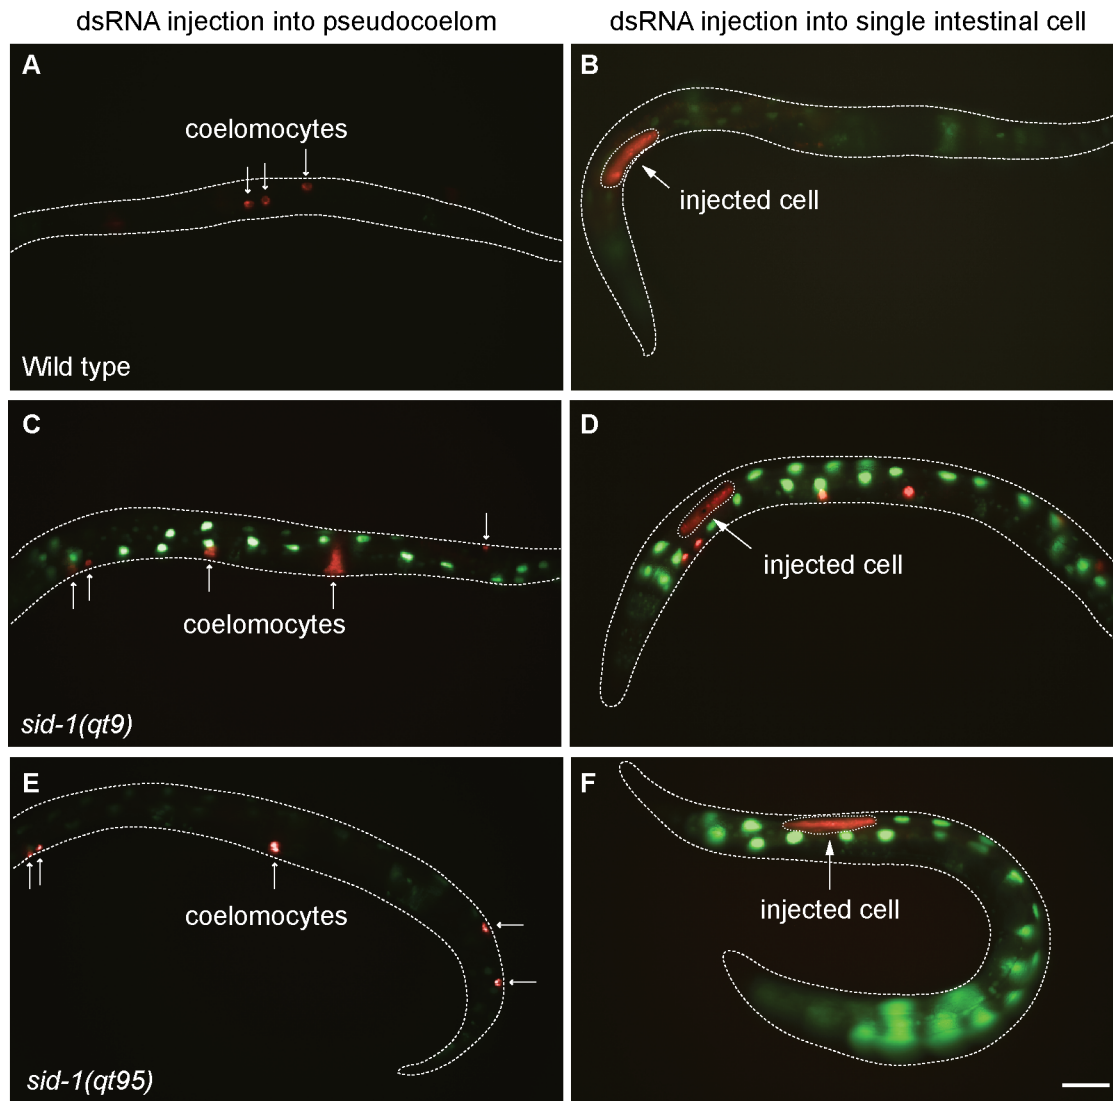 dsRNA injection into pseudocoelom
dsRNA injection into single intestinal cell
A
coelomocytes
Wild type
B
injected cell
C
coelomocytes
sid-1(qt9)
D
injected cell
E
coelomocytes
sid-1(qt95)
F
injected cell